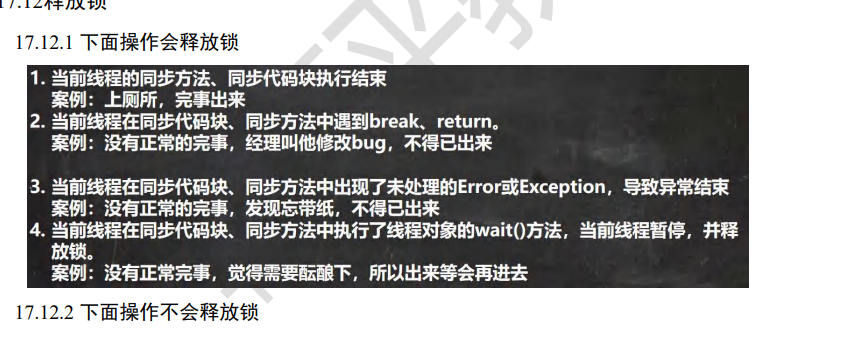 17.12释放锁
17.12.1 下面操作会释放锁
1. 当前线程的同步方法、同步代码块执行结束
案例：上厕所，完事出来
2. 当前线程在同步代码块、同步方法中遇到break、return。
案例：没有正常的完事，经理叫他修改bug，不得已出来
3. 当前线程在同步代码块、同步方法中出现了未处理的Error或Exception，导致异常结束
案例：没有正常的完事，发现忘带纸，不得已出来
4. 当前线程在同步代码块、同步方法中执行了线程对象的wait()方法，当前线程暂停，并释
放锁。
案例：没有正常完事，觉得需要酝酿下，所以出来等会再进去
17.12.2 下面操作不会释放锁